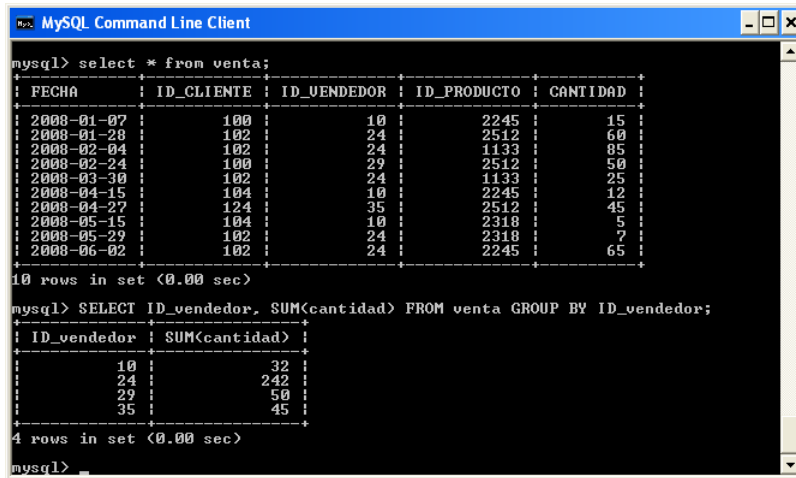 MySQL Command Line Client
mysql> select * from venta;
+------------+------------+-------------+-------------+----------+
| FECHA | ID_CLIENTE | ID_VENDEDOR | ID_PRODUCTO | CANTIDAD |
+------------+------------+-------------+-------------+----------+
| 2008-01-07 | 100 | 10 | 2245 | 15 |
| 2008-01-28 | 102 | 24 | 2512 | 60 |
| 2008-02-04 | 102 | 24 | 1133 | 85 |
| 2008-02-24 | 100 | 29 | 2512 | 50 |
| 2008-03-30 | 102 | 24 | 1133 | 25 |
| 2008-04-15 | 104 | 10 | 2245 | 12 |
| 2008-04-27 | 124 | 35 | 2512 | 45 |
| 2008-05-15 | 104 | 10 | 2318 | 5 |
| 2008-05-29 | 102 | 24 | 2318 | 7 |
| 2008-06-02 | 102 | 24 | 2245 | 65 |
+------------+------------+-------------+-------------+----------+
10 rows in set (0.00 sec)
mysql> SELECT ID_vendedor, SUM(cantidad) FROM venta GROUP BY ID_vendedor;
+-------------+---------------+
| ID_vendedor | SUM(cantidad) |
+-------------+---------------+
| 10 | 32 |
| 24 | 242 |
| 29 | 50 |
| 35 | 45 |
+-------------+---------------+
4 rows in set (0.00 sec)
mysql> _